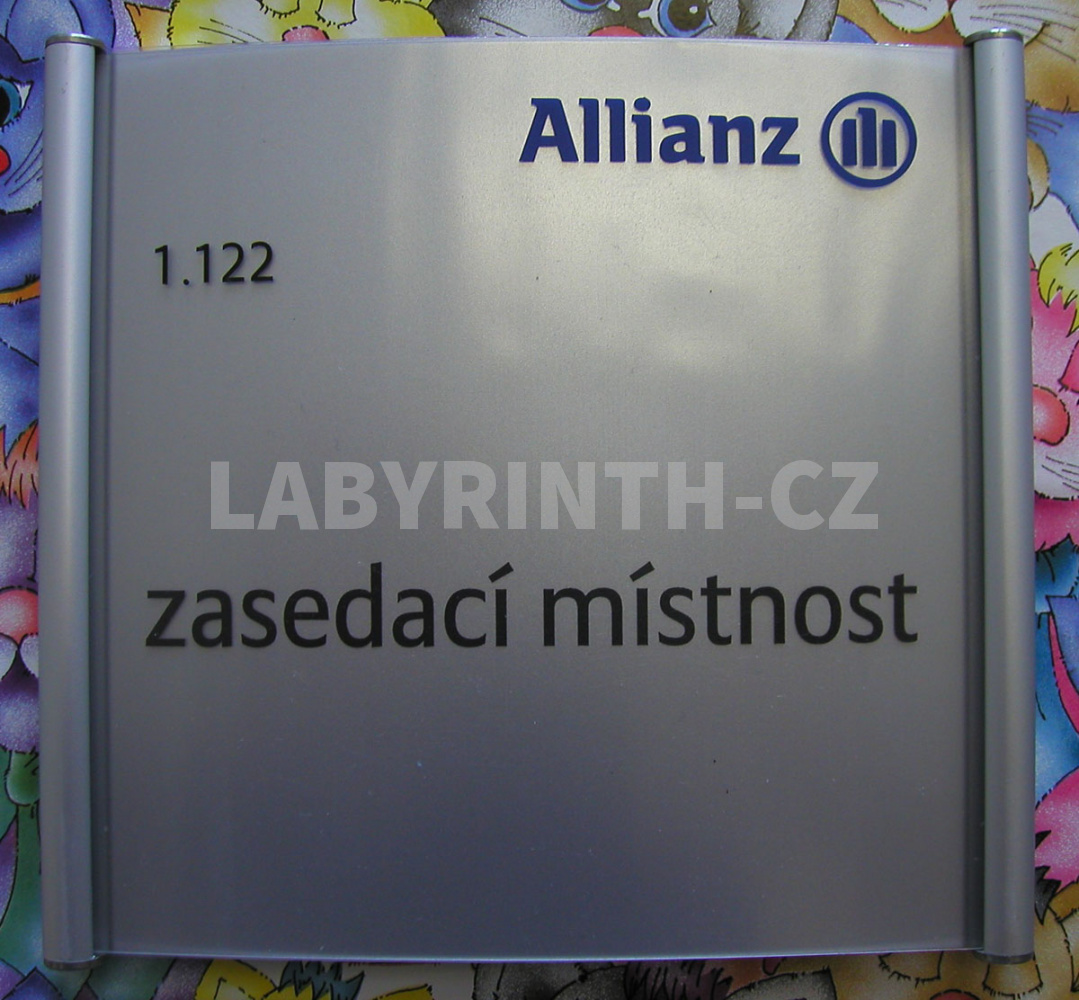 Allianz
1.122
LABYRINTH-CZ
zasedací místnost